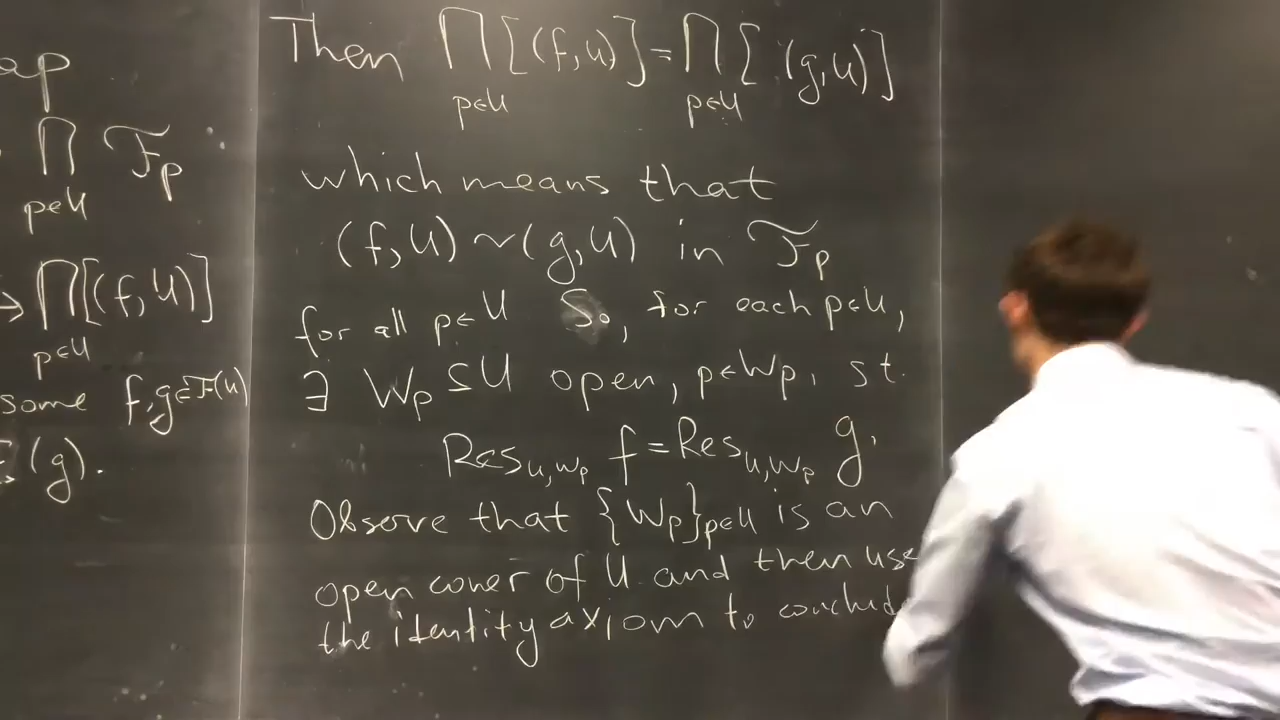 ap
∏ ℱ_p
p∈U
→ ∏[(f,U)]
p∈U
some f,g∈ℱ(U)
(g).
Then ∏ [(f,U)] = ∏ [(g,U)]
p∈U p∈U
which means that
(f,U) ~ (g,U) in ℱ_p
for all p∈U So, for each p∈U,
∃ W_p ⊆ U open, p∈W_p, st.
Res_{U,W_p} f = Res_{U,W_p} g.
Observe that {W_p}_{p∈U} is an
open cover of U and then use
the identity axiom to conclude